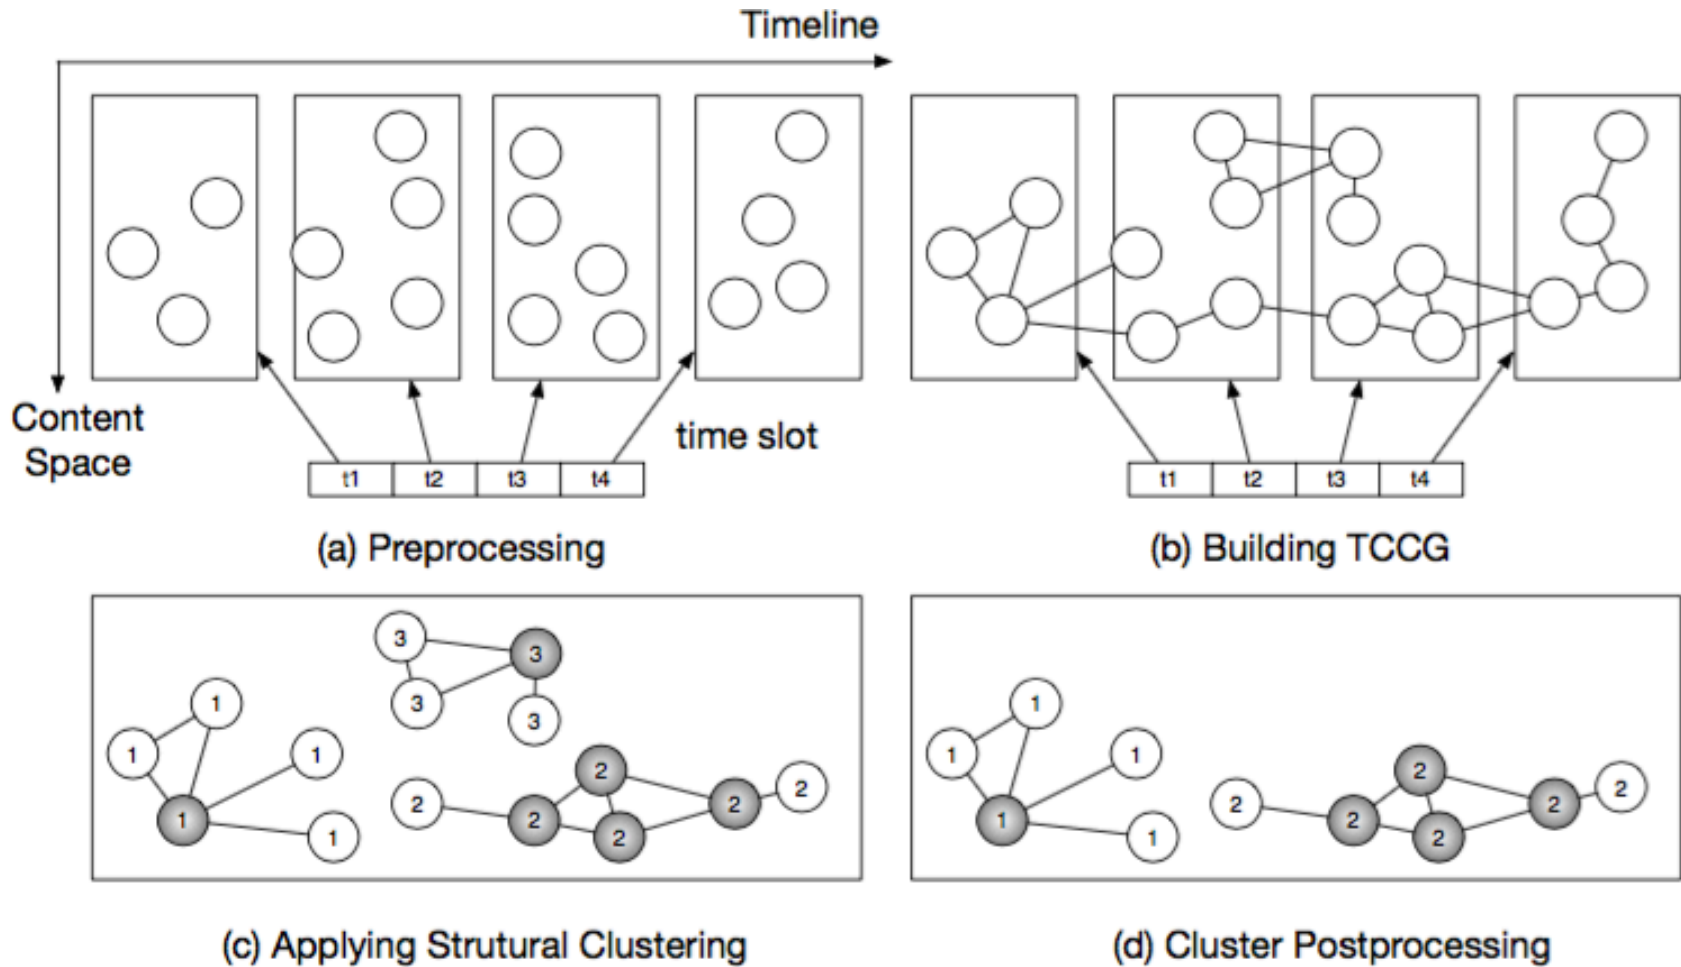 Timeline
Content
Space
time slot
t1 t2 t3 t4
t1 t2 t3 t4
(a) Preprocessing
(b) Building TCCG
3
3
3
3
1
1
1
1
1
2
2
2
2
2
2
1
1
1
1
1
2
2
2
2
2
2
(c) Applying Strutural Clustering
(d) Cluster Postprocessing